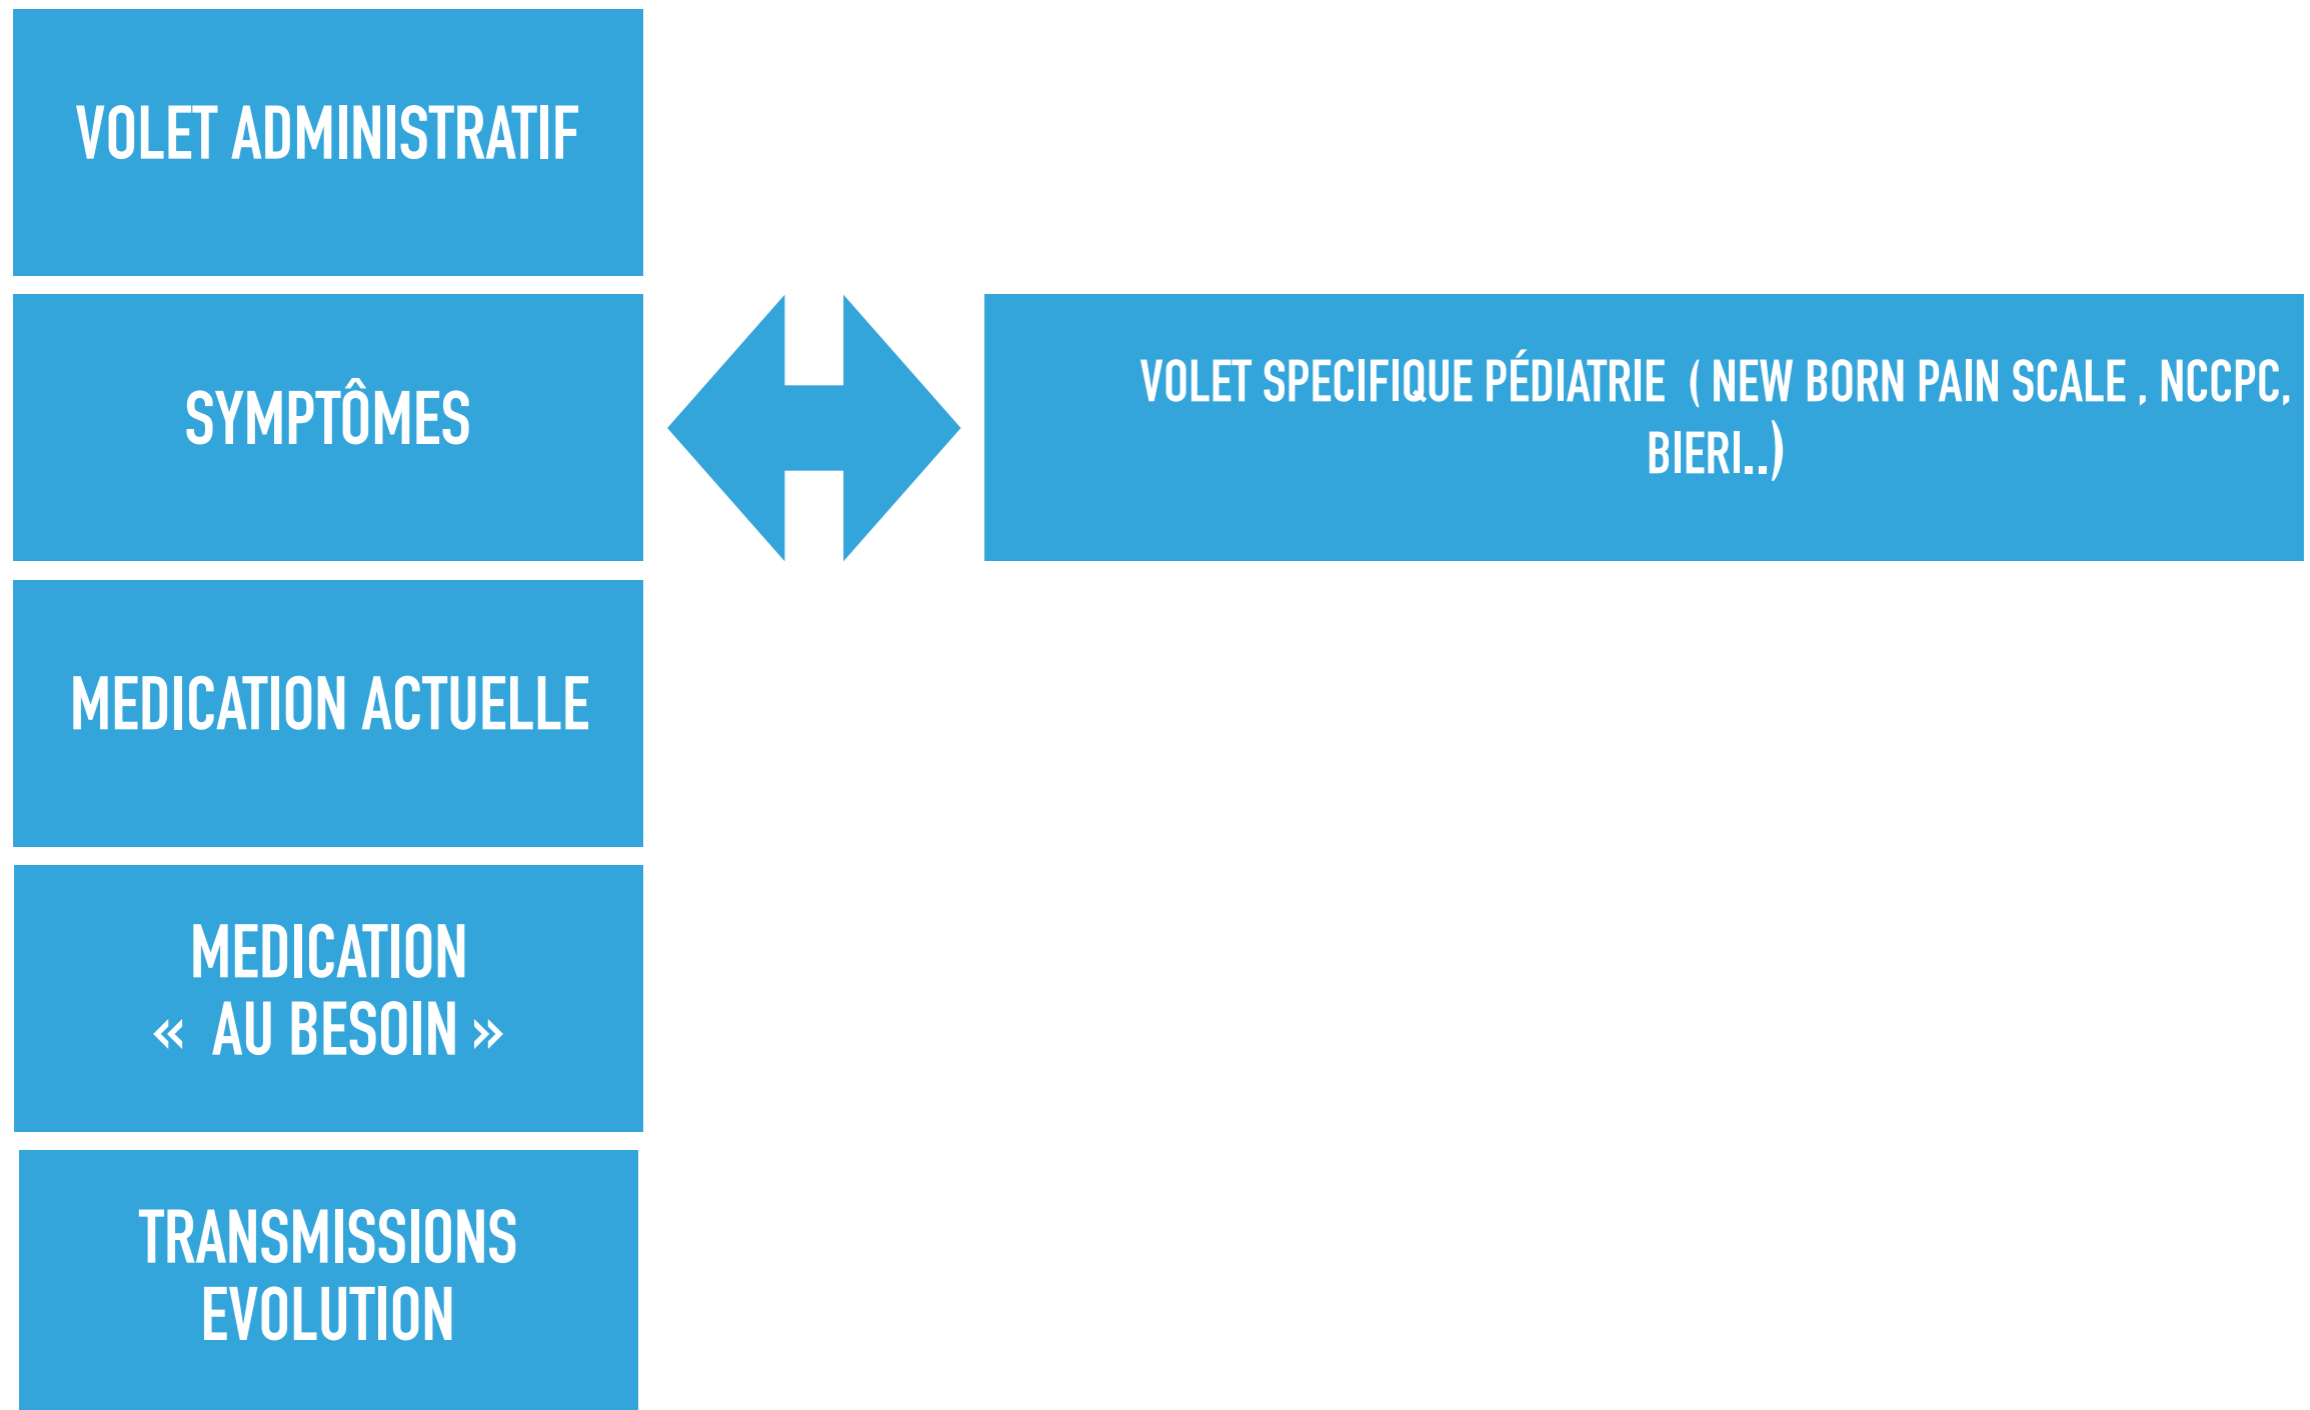 VOLET ADMINISTRATIF
SYMPTÔMES
VOLET SPECIFIQUE PÉDIATRIE ( NEW BORN PAIN SCALE , NCCPC,
BIERI..)
MEDICATION ACTUELLE
MEDICATION
« AU BESOIN »
TRANSMISSIONS
EVOLUTION